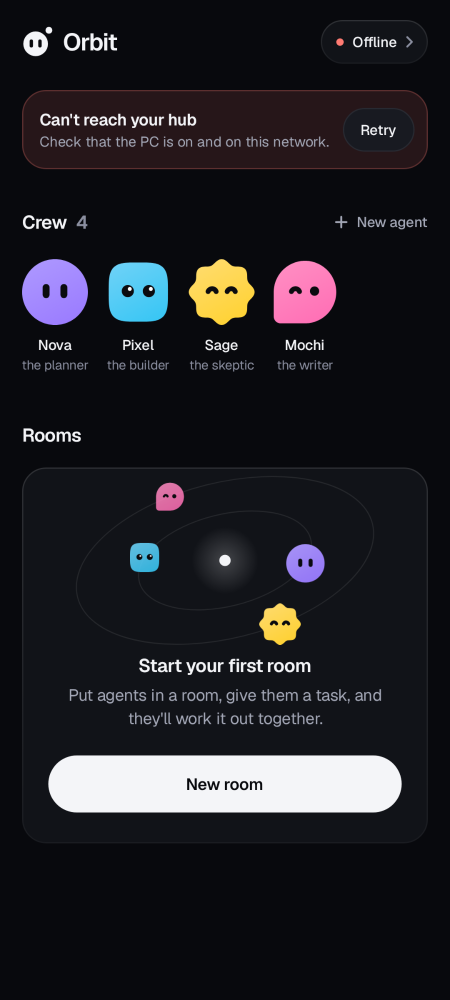 Orbit
Offline
Can't reach your hub
Check that the PC is on and on this network.
Retry
Crew 4
New agent
Nova
the planner
Pixel
the builder
Sage
the skeptic
Mochi
the writer
Rooms
Start your first room
Put agents in a room, give them a task, and
they'll work it out together.
New room